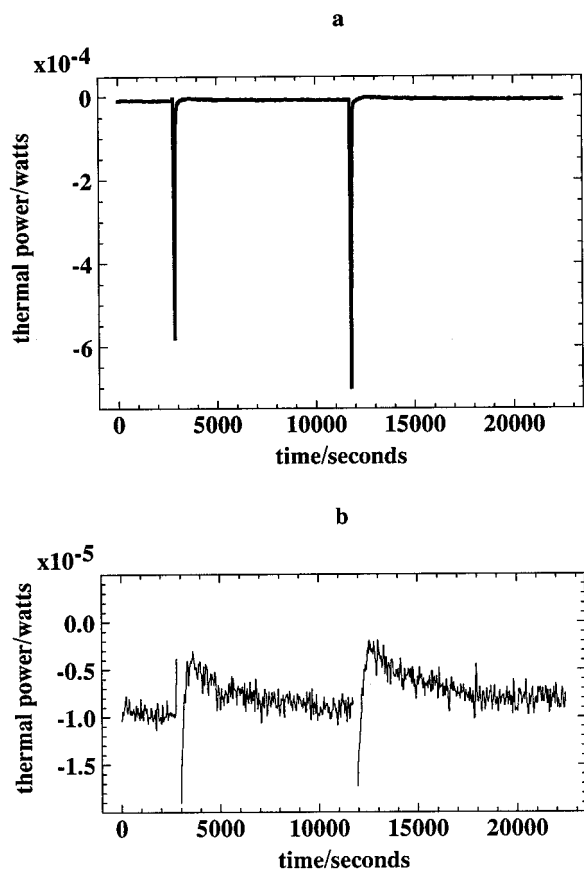 a
x10-4
0
-2
-4
-6
thermal power/watts
0 5000 10000 15000 20000
time/seconds
b
x10-5
0.0
-0.5
-1.0
-1.5
thermal power/watts
0 5000 10000 15000 20000
time/seconds